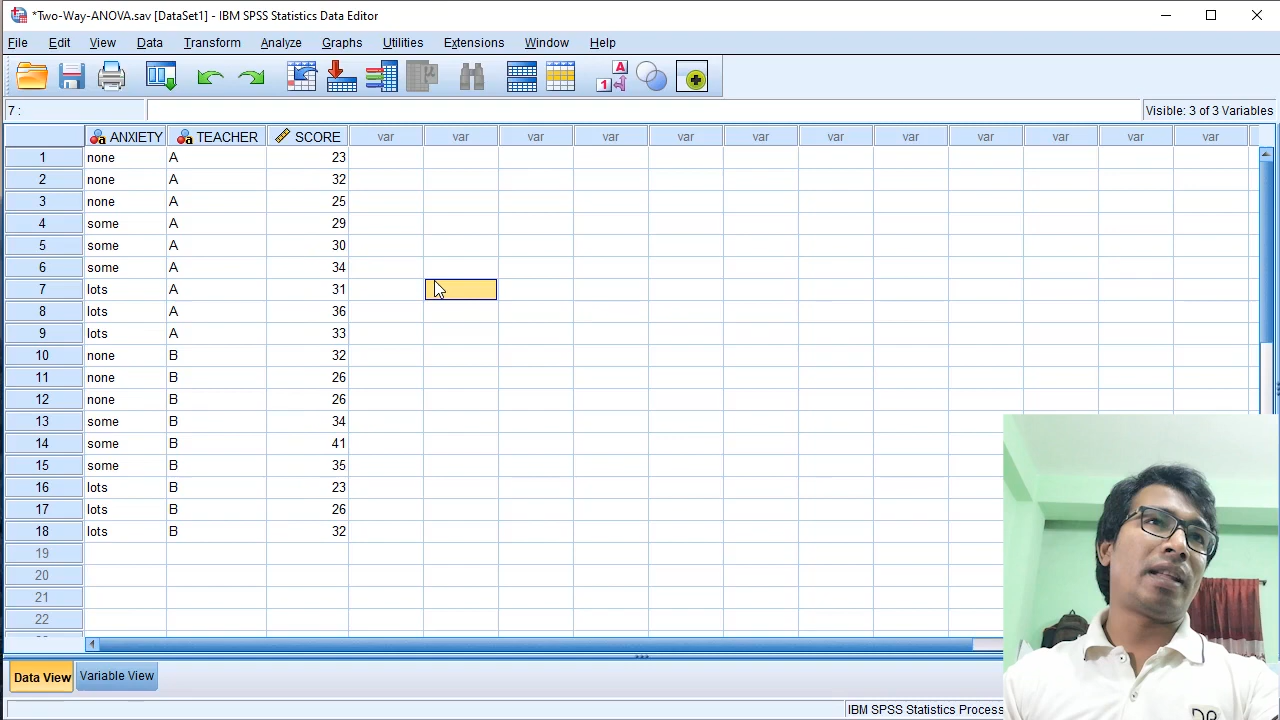 *Two-Way-ANOVA.sav [DataSet1] - IBM SPSS Statistics Data Editor
File Edit View Data Transform Analyze Graphs Utilities Extensions Window Help
7 : Visible: 3 of 3 Variables
ANXIETY TEACHER SCORE var var var var var var var var var var var var
1 none A 23
2 none A 32
3 none A 25
4 some A 29
5 some A 30
6 some A 34
7 lots A 31
8 lots A 36
9 lots A 33
10 none B 32
11 none B 26
12 none B 26
13 some B 34
14 some B 41
15 some B 35
16 lots B 23
17 lots B 26
18 lots B 32
19
20
21
22
Data View Variable View
IBM SPSS Statistics Process